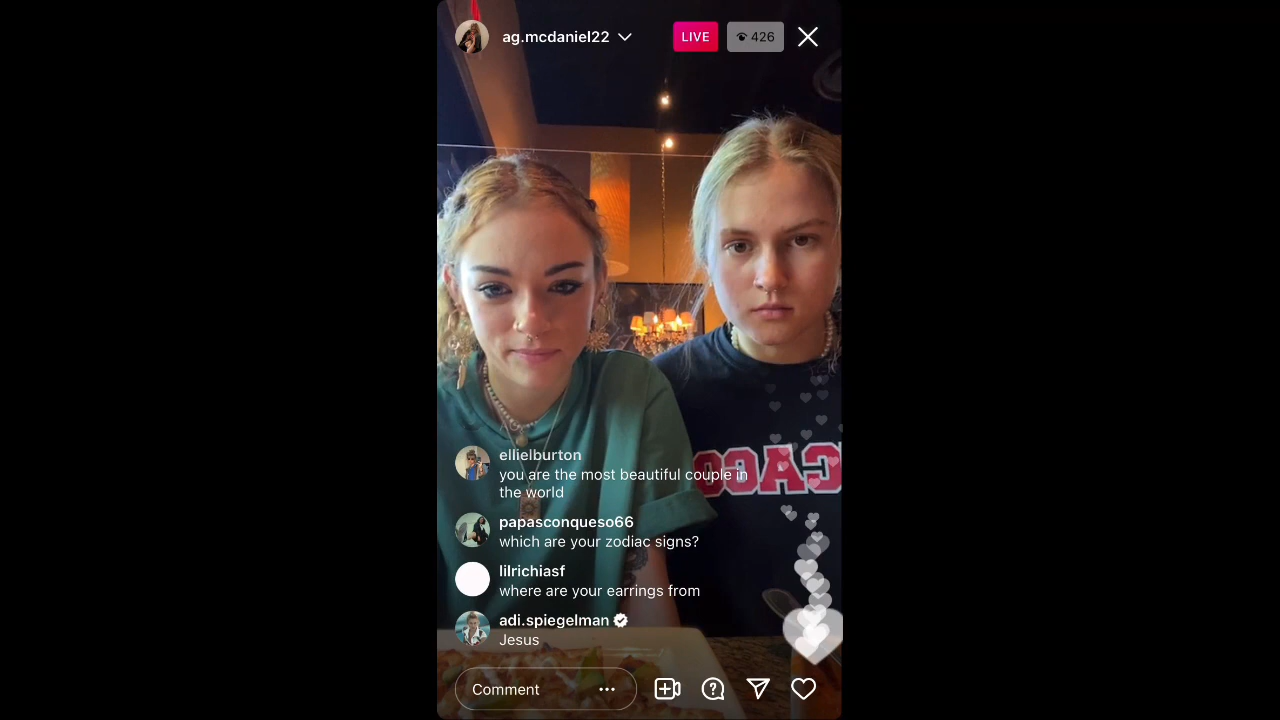 ag.mcdaniel22
LIVE
426
ellielburton
you are the most beautiful couple in
the world
papasconqueso66
which are your zodiac signs?
lilrichiasf
where are your earrings from
adi.spiegelman
Jesus
Comment